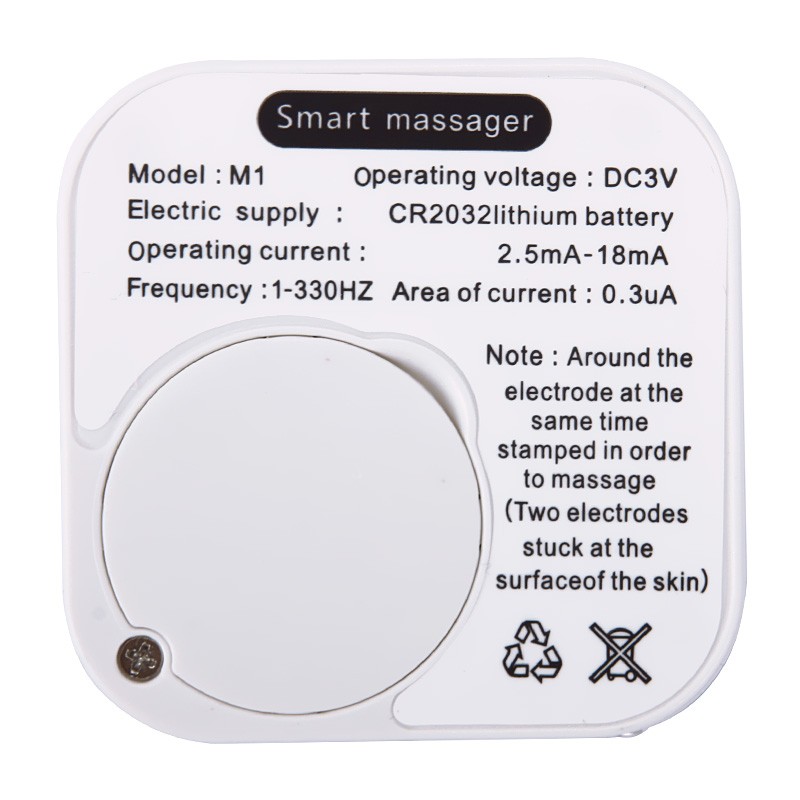 Smart massager
Model : M1 Operating voltage : DC3V
Electric supply : CR2032lithium battery
Operating current : 2.5mA-18mA
Frequency :1-330HZ Area of current : 0.3uA
Note : Around the
electrode at the
same time
stamped in order
to massage
(Two electrodes
stuck at the
surfaceof the skin)